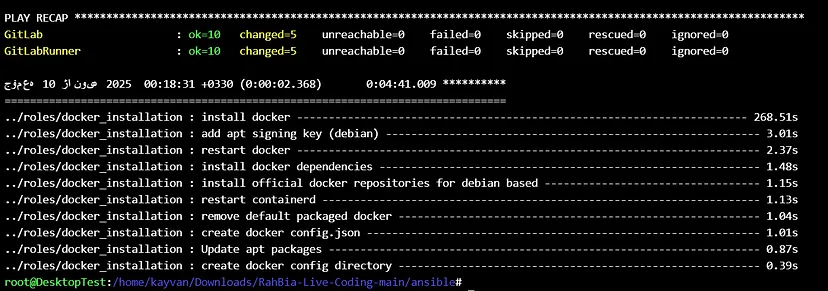 PLAY RECAP *********************************************************************************************
GitLab : ok=10 changed=5 unreachable=0 failed=0 skipped=0 rescued=0 ignored=0
GitLabRunner : ok=10 changed=5 unreachable=0 failed=0 skipped=0 rescued=0 ignored=0
جۆمعه 10 ژانویه 2025 00:18:31 +0330 (0:00:02.368) 0:04:41.009 **********
===============================================================================
../roles/docker_installation : install docker ------------------------------------------------------------------- 268.51s
../roles/docker_installation : add apt signing key (debian) ------------------------------------------------------- 3.01s
../roles/docker_installation : restart docker --------------------------------------------------------------------- 2.37s
../roles/docker_installation : install docker dependencies -------------------------------------------------------- 1.48s
../roles/docker_installation : install official docker repositories for debian based ------------------------------ 1.15s
../roles/docker_installation : restart containerd ----------------------------------------------------------------- 1.13s
../roles/docker_installation : remove default packaged docker ----------------------------------------------------- 1.04s
../roles/docker_installation : create docker config.json ---------------------------------------------------------- 1.01s
../roles/docker_installation : Update apt packages ---------------------------------------------------------------- 0.87s
../roles/docker_installation : create docker config directory ----------------------------------------------------- 0.39s
root@DesktopTest:/home/kayvan/Downloads/RahBia-Live-Coding-main/ansible# _